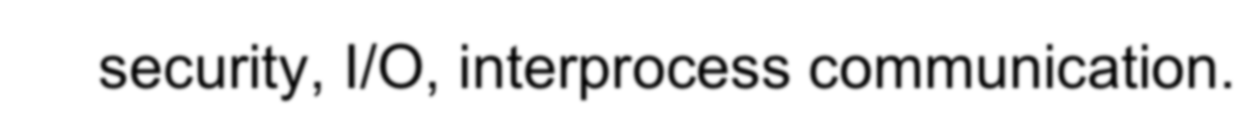 security, I/O, interprocess communication.